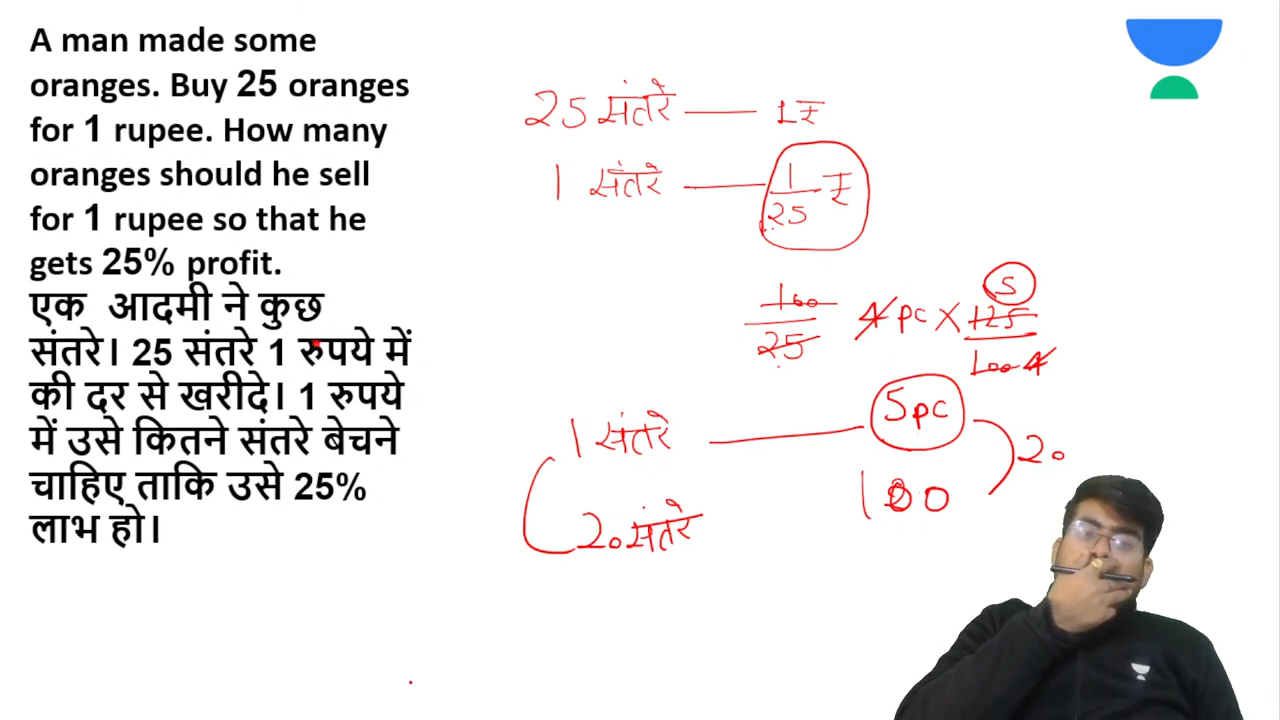 A man made some
oranges. Buy 25 oranges
for 1 rupee. How many
oranges should he sell
for 1 rupee so that he
gets 25% profit.
एक आदमी ने कुछ
संतरे। 25 संतरे 1 रुपये में
की दर से खरीदे। 1 रुपये
में उसे कितने संतरे बेचने
चाहिए ताकि उसे 25%
लाभ हो।
25 संतरे — 1₹
1 संतरे — 1/25 ₹
100/25 4 pc × 125/100 4 5
1 संतरे — 5pc
20
100
20 संतरे